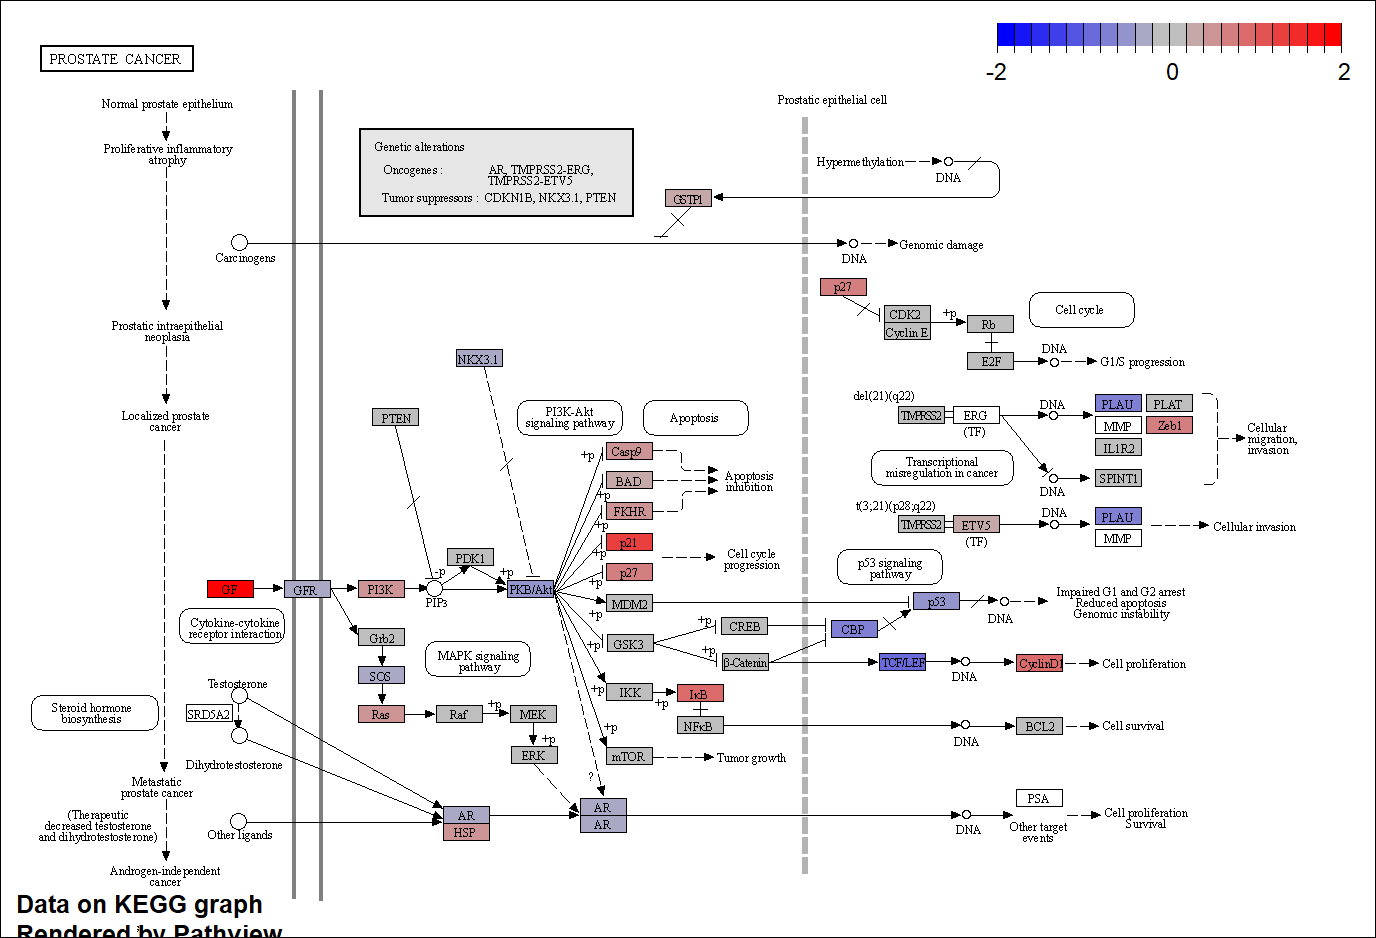 PROSTATE CANCER
-2
0
2
Normal prostate epithelium
Proliferative inflammatory
atrophy
Prostatic intraepithelial
neoplasia
Localized prostate
cancer
Metastatic
prostate cancer
(Therapeutic
decreased testosterone
and dihydrotestosterone)
Androgen-independent
cancer
Genetic alterations
Oncogenes :
AR, TMPRSS2-ERG,
TMPRSS2-ETV5
Tumor suppressors : CDKN1B, NKX3.1, PTEN
Prostatic epithelial cell
Hypermethylation
DNA
GSTP1
Carcinogens
DNA
Genomic damage
p27
CDK2
Cyclin E
+p
Rb
E2F
Cell cycle
DNA
G1/S progression
NKX3.1
PTEN
PI3K-Akt
signaling pathway
Apoptosis
del(21)(q22)
TMPRSS2
ERG
(TF)
DNA
PLAU
PLAT
MMP
Zeb1
IL1R2
SPINT1
DNA
Cellular
migration,
invasion
Transcriptional
misregulation in cancer
t(3;21)(p28;q22)
TMPRSS2
ETV5
(TF)
DNA
PLAU
MMP
Cellular invasion
+p
Casp9
BAD
+p
FKHR
+p
p21
+p
p27
+p
MDM2
+p
GSK3
+p
IKK
+p
mTOR
+p
Apoptosis
inhibition
Cell cycle
progression
PDK1
-p
+p
GF
GFR
PI3K
PIP3
PKB/Akt
Cytokine-cytokine
receptor interaction
Grb2
SOS
Ras
Raf
+p
MEK
+p
ERK
MAPK signaling
pathway
p53 signaling
pathway
p53
DNA
Impaired G1 and G2 arrest
Reduced apoptosis
Genomic instability
+p
CREB
CBP
+p
β-Catenin
TCF/LEF
DNA
CyclinD1
Cell proliferation
+p
IκB
NFκB
DNA
BCL2
Cell survival
Tumor growth
Steroid hormone
biosynthesis
Testosterone
SRD5A2
Dihydrotestosterone
Other ligands
AR
HSP
?
AR
AR
DNA
PSA
Other target
events
Cell proliferation
Survival
Data on KEGG graph
Rendered by Pathview